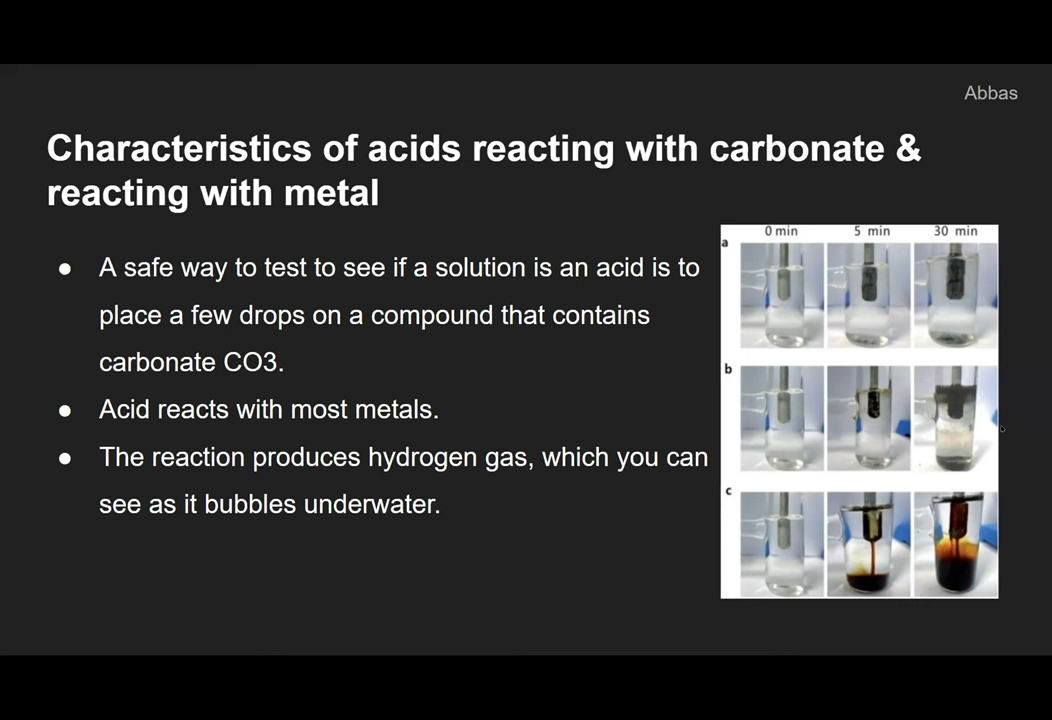 Abbas
Characteristics of acids reacting with carbonate &
reacting with metal
● A safe way to test to see if a solution is an acid is to
place a few drops on a compound that contains
carbonate CO3.
● Acid reacts with most metals.
● The reaction produces hydrogen gas, which you can
see as it bubbles underwater.
0 min 5 min 30 min
a
b
c